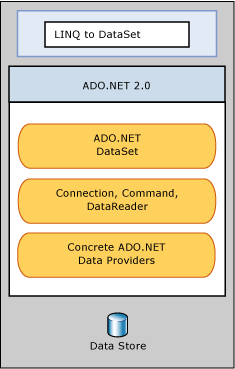 LINQ to DataSet
ADO.NET 2.0
ADO.NET
DataSet
Connection, Command,
DataReader
Concrete ADO.NET
Data Providers
Data Store